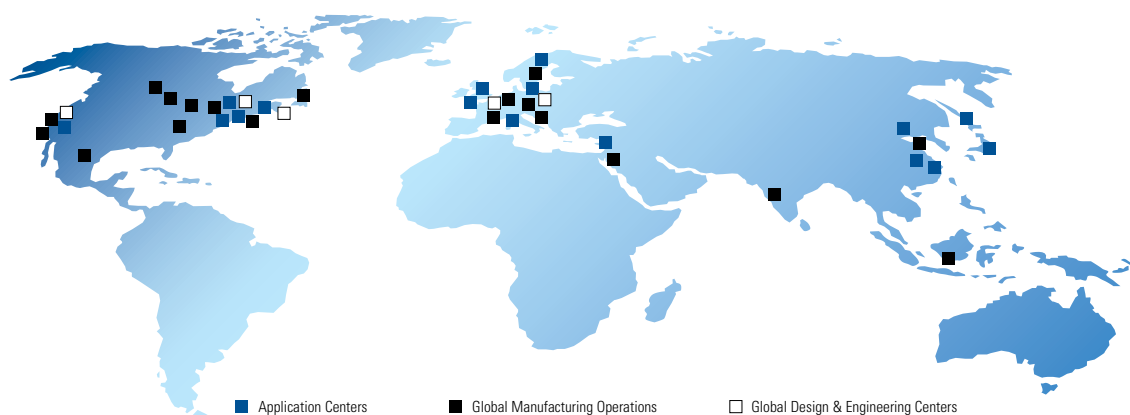 Application Centers
Global Manufacturing Operations
Global Design & Engineering Centers